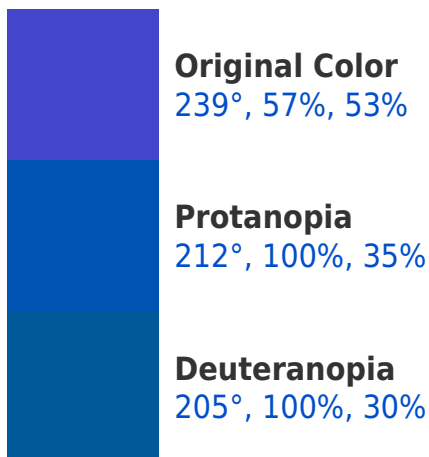 Original Color
239°, 57%, 53%
Protanopia
212°, 100%, 35%
Deuteranopia
205°, 100%, 30%